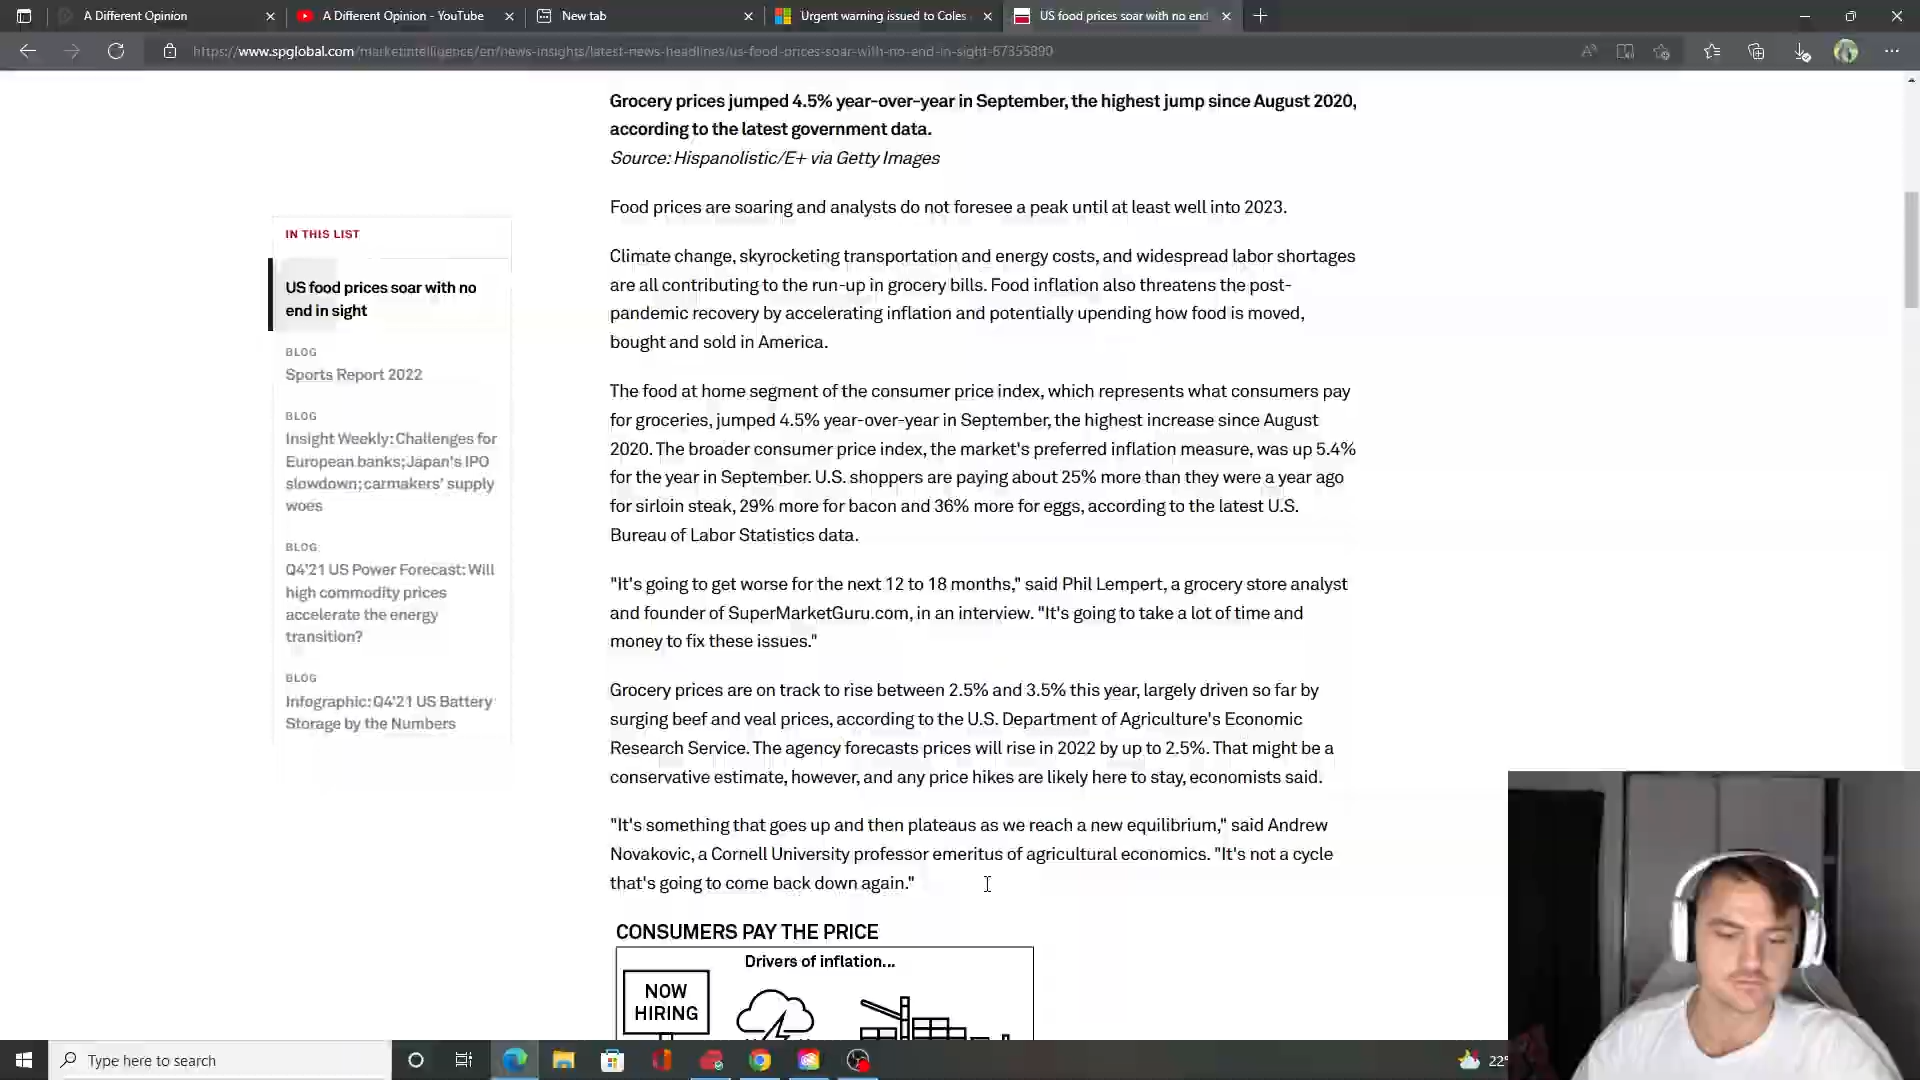 A Different Opinion
A Different Opinion - YouTube
New tab
Urgent warning issued to Coles
US food prices soar with no end
https://www.spglobal.com/marketintelligence/en/news-insights/latest-news-headlines/us-food-prices-soar-with-no-end-in-sight-67355890
Grocery prices jumped 4.5% year-over-year in September, the highest jump since August 2020,
according to the latest government data.
Source: Hispanolistic/E+ via Getty Images
Food prices are soaring and analysts do not foresee a peak until at least well into 2023.
Climate change, skyrocketing transportation and energy costs, and widespread labor shortages
are all contributing to the run-up in grocery bills. Food inflation also threatens the post-
pandemic recovery by accelerating inflation and potentially upending how food is moved,
bought and sold in America.
The food at home segment of the consumer price index, which represents what consumers pay
for groceries, jumped 4.5% year-over-year in September, the highest increase since August
2020. The broader consumer price index, the market's preferred inflation measure, was up 5.4%
for the year in September. U.S. shoppers are paying about 25% more than they were a year ago
for sirloin steak, 29% more for bacon and 36% more for eggs, according to the latest U.S.
Bureau of Labor Statistics data.
"It's going to get worse for the next 12 to 18 months," said Phil Lempert, a grocery store analyst
and founder of SuperMarketGuru.com, in an interview. "It's going to take a lot of time and
money to fix these issues."
Grocery prices are on track to rise between 2.5% and 3.5% this year, largely driven so far by
surging beef and veal prices, according to the U.S. Department of Agriculture's Economic
Research Service. The agency forecasts prices will rise in 2022 by up to 2.5%. That might be a
conservative estimate, however, and any price hikes are likely here to stay, economists said.
"It's something that goes up and then plateaus as we reach a new equilibrium," said Andrew
Novakovic, a Cornell University professor emeritus of agricultural economics. "It's not a cycle
that's going to come back down again."
CONSUMERS PAY THE PRICE
Drivers of inflation...
NOW
HIRING
IN THIS LIST
US food prices soar with no
end in sight
BLOG
Sports Report 2022
BLOG
Insight Weekly: Challenges for
European banks; Japan's IPO
slowdown; carmakers' supply
woes
BLOG
Q4'21 US Power Forecast: Will
high commodity prices
accelerate the energy
transition?
BLOG
Infographic: Q4'21 US Battery
Storage by the Numbers
Type here to search
22°